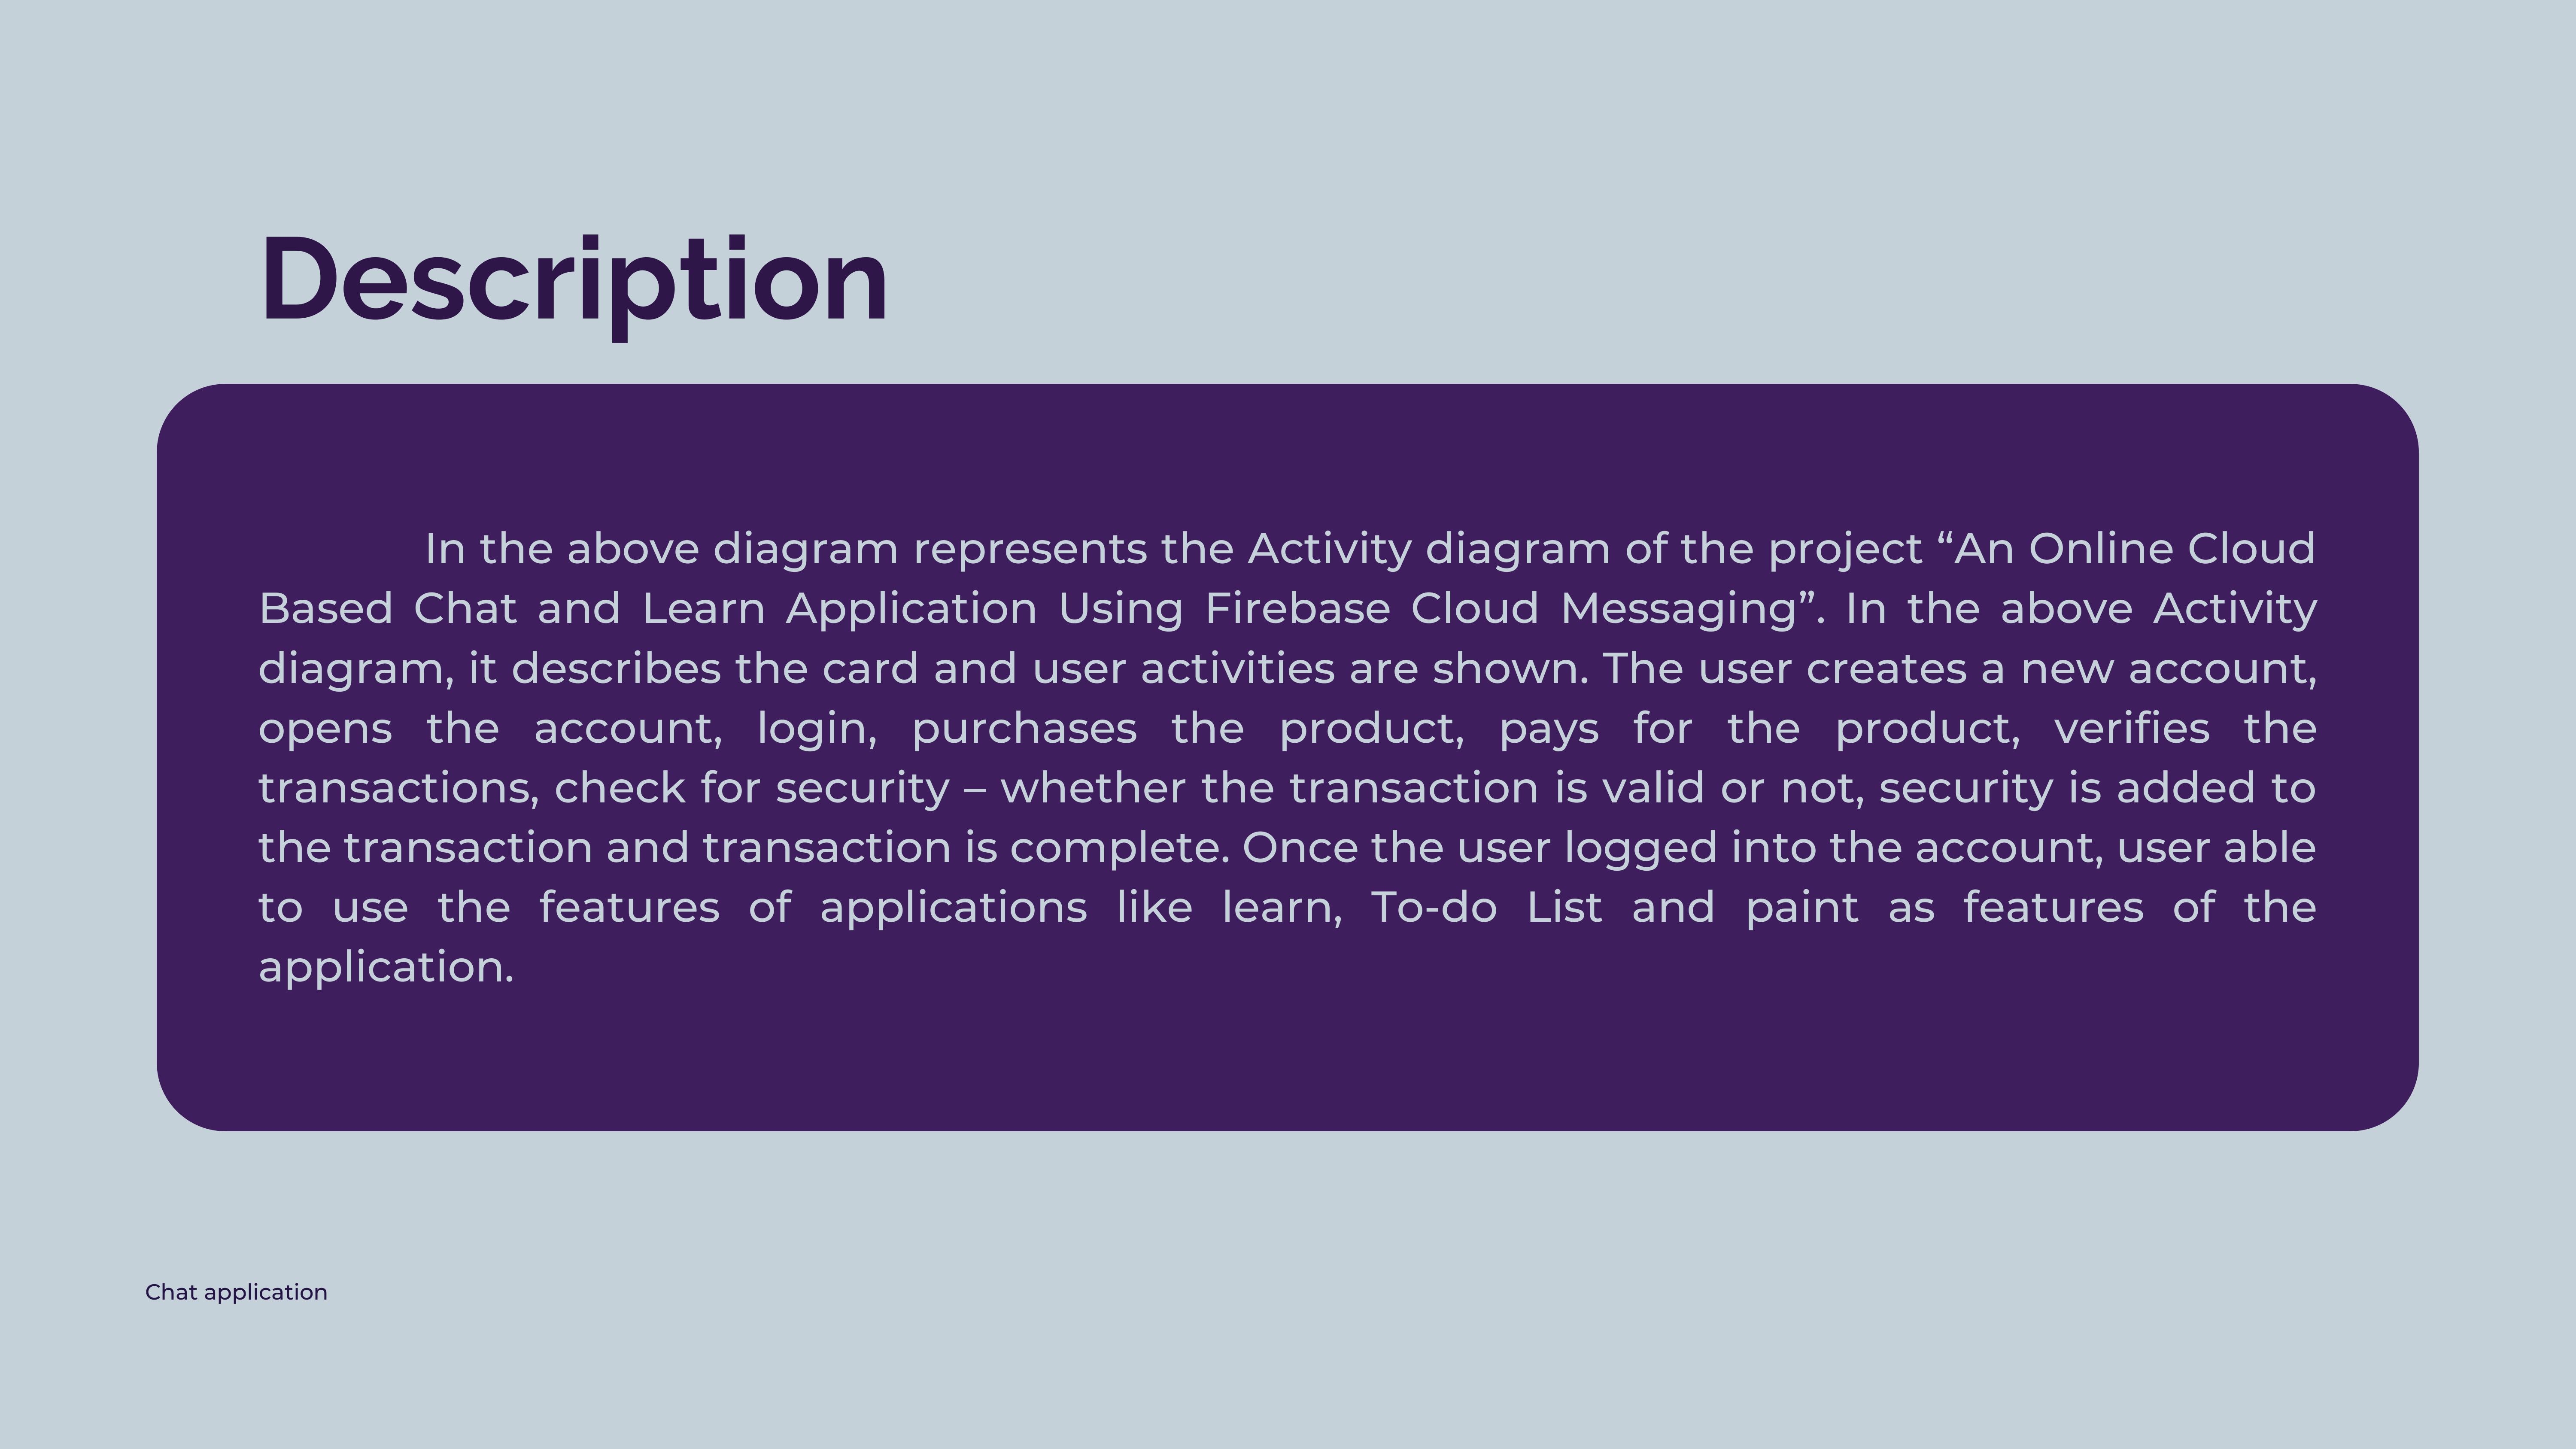 Description
In the above diagram represents the Activity diagram of the project “An Online Cloud
Based Chat and Learn Application Using Firebase Cloud Messaging”. In the above Activity
diagram, it describes the card and user activities are shown. The user creates a new account,
opens the account, login, purchases the product, pays for the product, verifies the
transactions, check for security – whether the transaction is valid or not, security is added to
the transaction and transaction is complete. Once the user logged into the account, user able
to use the features of applications like learn, To-do List and paint as features of the
application.
Chat application